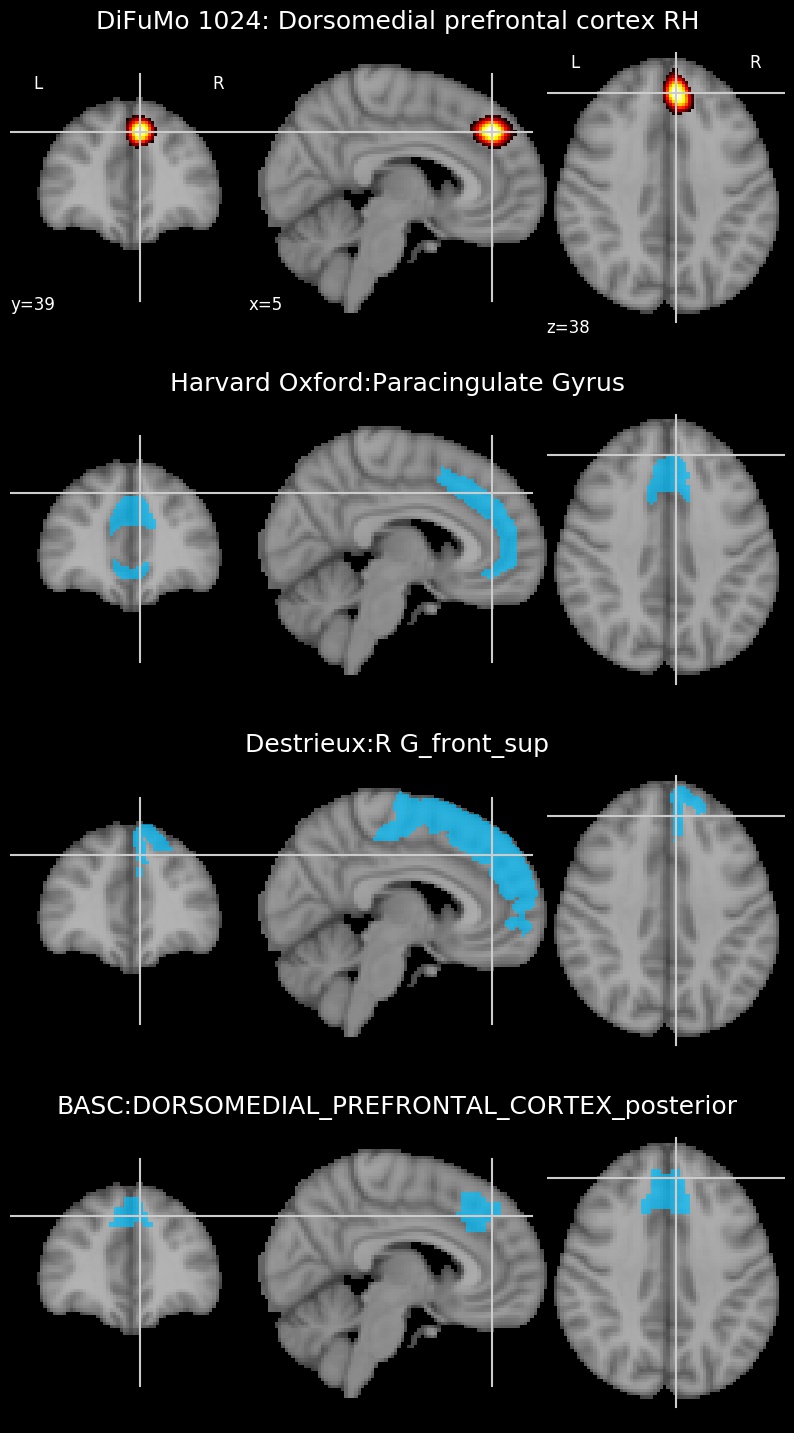 DiFuMo 1024: Dorsomedial prefrontal cortex RH
L R L R
y=39 x=5 z=38
Harvard Oxford:Paracingulate Gyrus
Destrieux:R G_front_sup
BASC:DORSOMEDIAL_PREFRONTAL_CORTEX_posterior